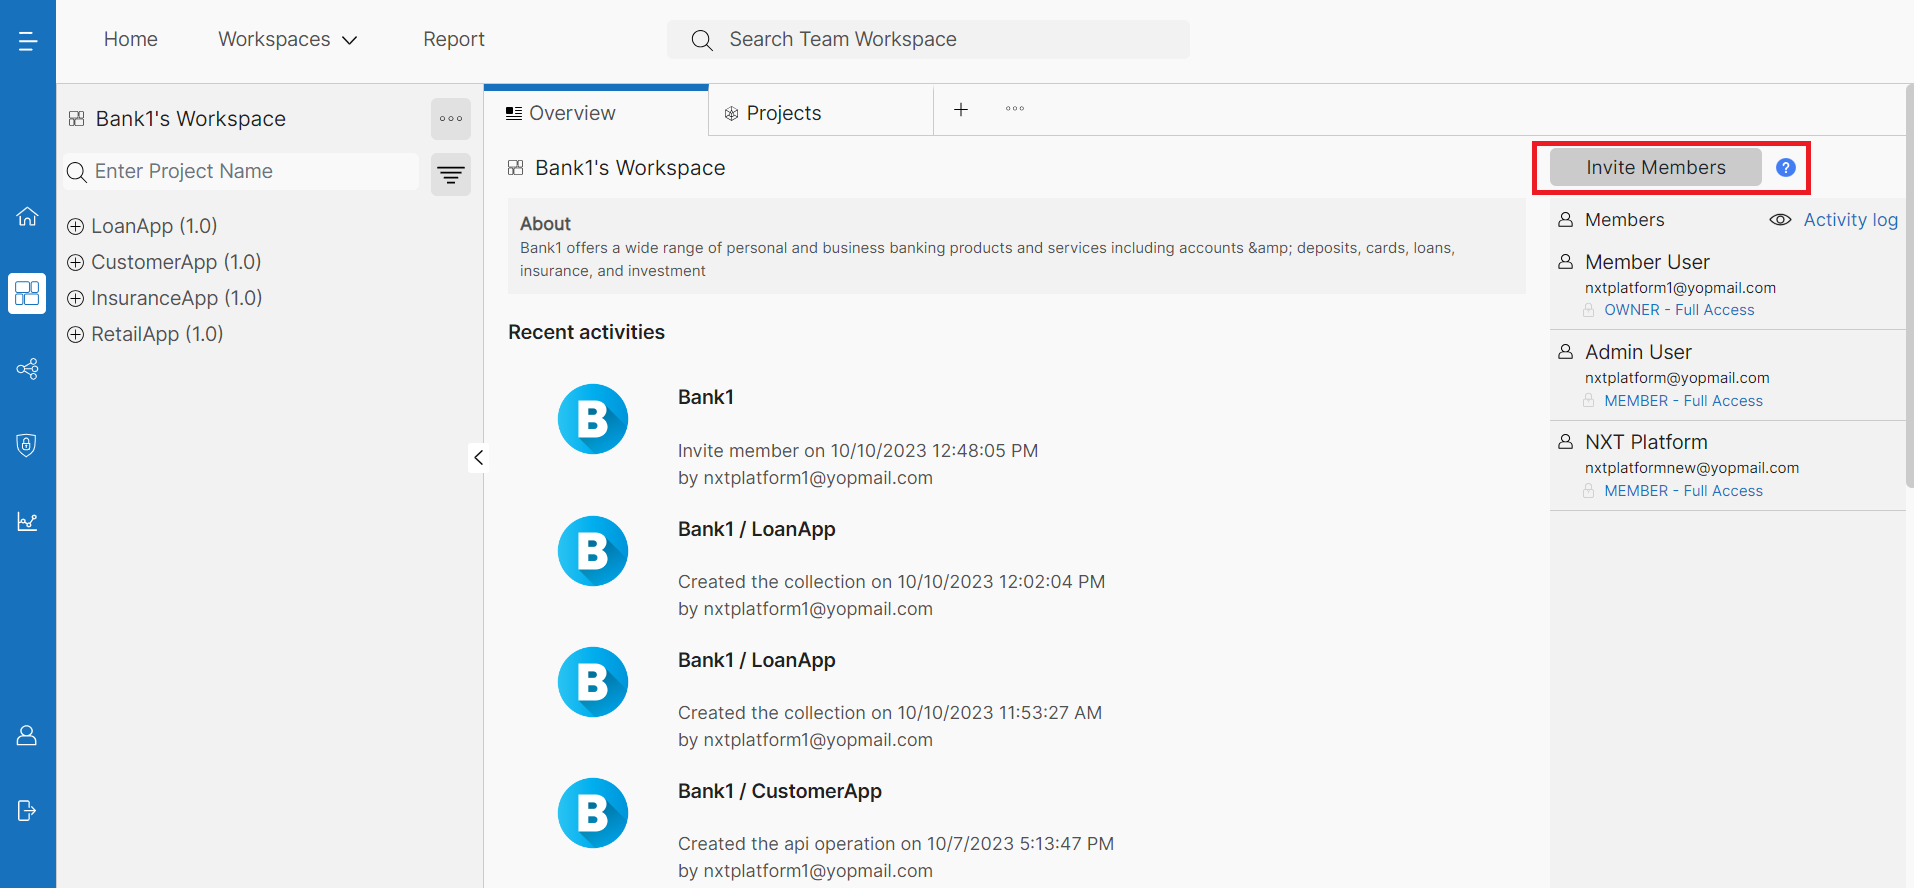 Home
Workspaces
Report
Search Team Workspace
Bank1's Workspace
Enter Project Name
LoanApp (1.0)
CustomerApp (1.0)
InsuranceApp (1.0)
RetailApp (1.0)
Overview
Projects
Bank1's Workspace
About
Bank1 offers a wide range of personal and business banking products and services including accounts &amp; deposits, cards, loans,
insurance, and investment
Recent activities
B
Bank1
Invite member on 10/10/2023 12:48:05 PM
by nxtplatform1@yopmail.com
B
Bank1 / LoanApp
Created the collection on 10/10/2023 12:02:04 PM
by nxtplatform1@yopmail.com
B
Bank1 / LoanApp
Created the collection on 10/10/2023 11:53:27 AM
by nxtplatform1@yopmail.com
B
Bank1 / CustomerApp
Created the api operation on 10/7/2023 5:13:47 PM
by nxtplatform1@yopmail.com
Invite Members
?
Members
Activity log
Member User
nxtplatform1@yopmail.com
OWNER - Full Access
Admin User
nxtplatform@yopmail.com
MEMBER - Full Access
NXT Platform
nxtplatformnew@yopmail.com
MEMBER - Full Access